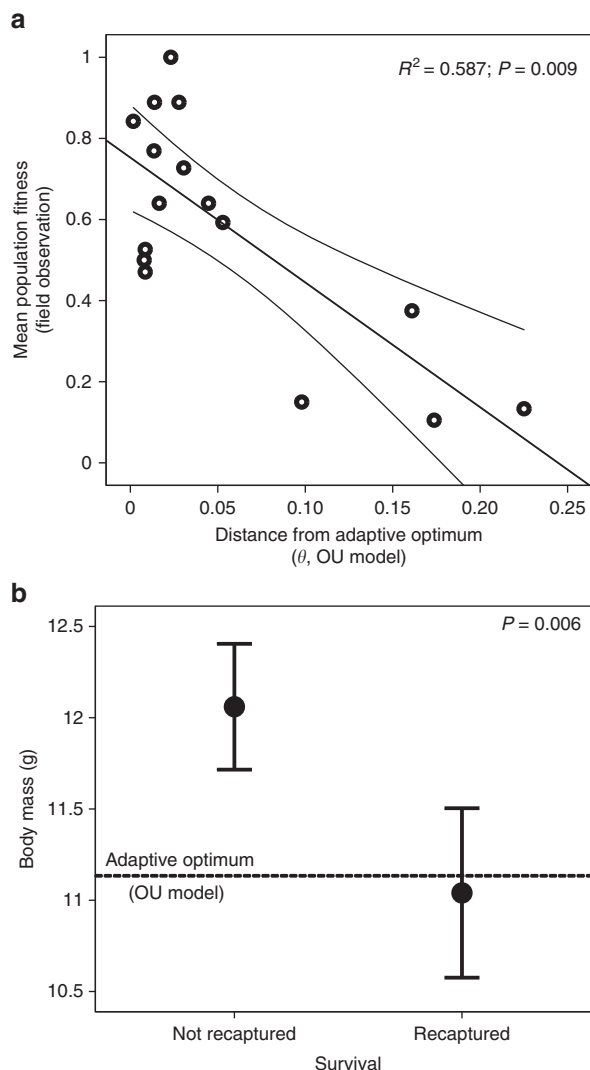 a
R² = 0.587; P = 0.009
Mean population fitness
(field observation)
1
0.8
0.6
0.4
0.2
0
0
0.05
0.10
0.15
0.20
0.25
Distance from adaptive optimum
(θ, OU model)
b
P = 0.006
Body mass (g)
12.5
12
11.5
11
10.5
Adaptive optimum
(OU model)
Not recaptured
Recaptured
Survival